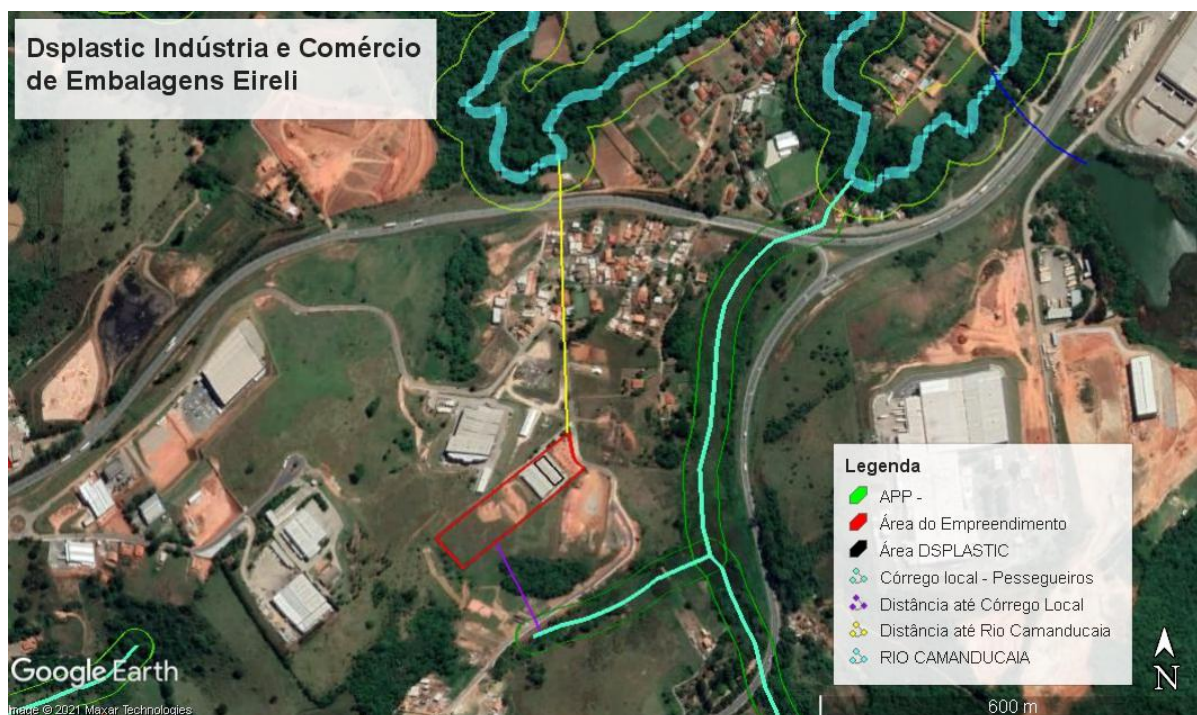 Dsplastic Indústria e Comércio
de Embalagens Eireli
Legenda
APP -
Área do Empreendimento
Área DSPLASTIC
Córrego local - Pessegueiros
Distância até Córrego Local
Distância até Rio Camanducaia
RIO CAMANDUCAIA
Google Earth
Image © 2021 Maxar Technologies
600 m
N